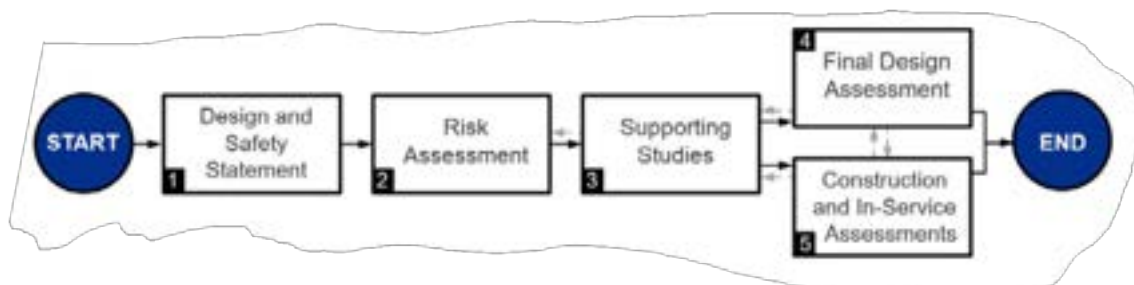 START
Design and
Safety
Statement
1
Risk
Assessment
2
Supporting
Studies
3
4
Final Design
Assessment
Construction
and In-Service
Assessments
5
END